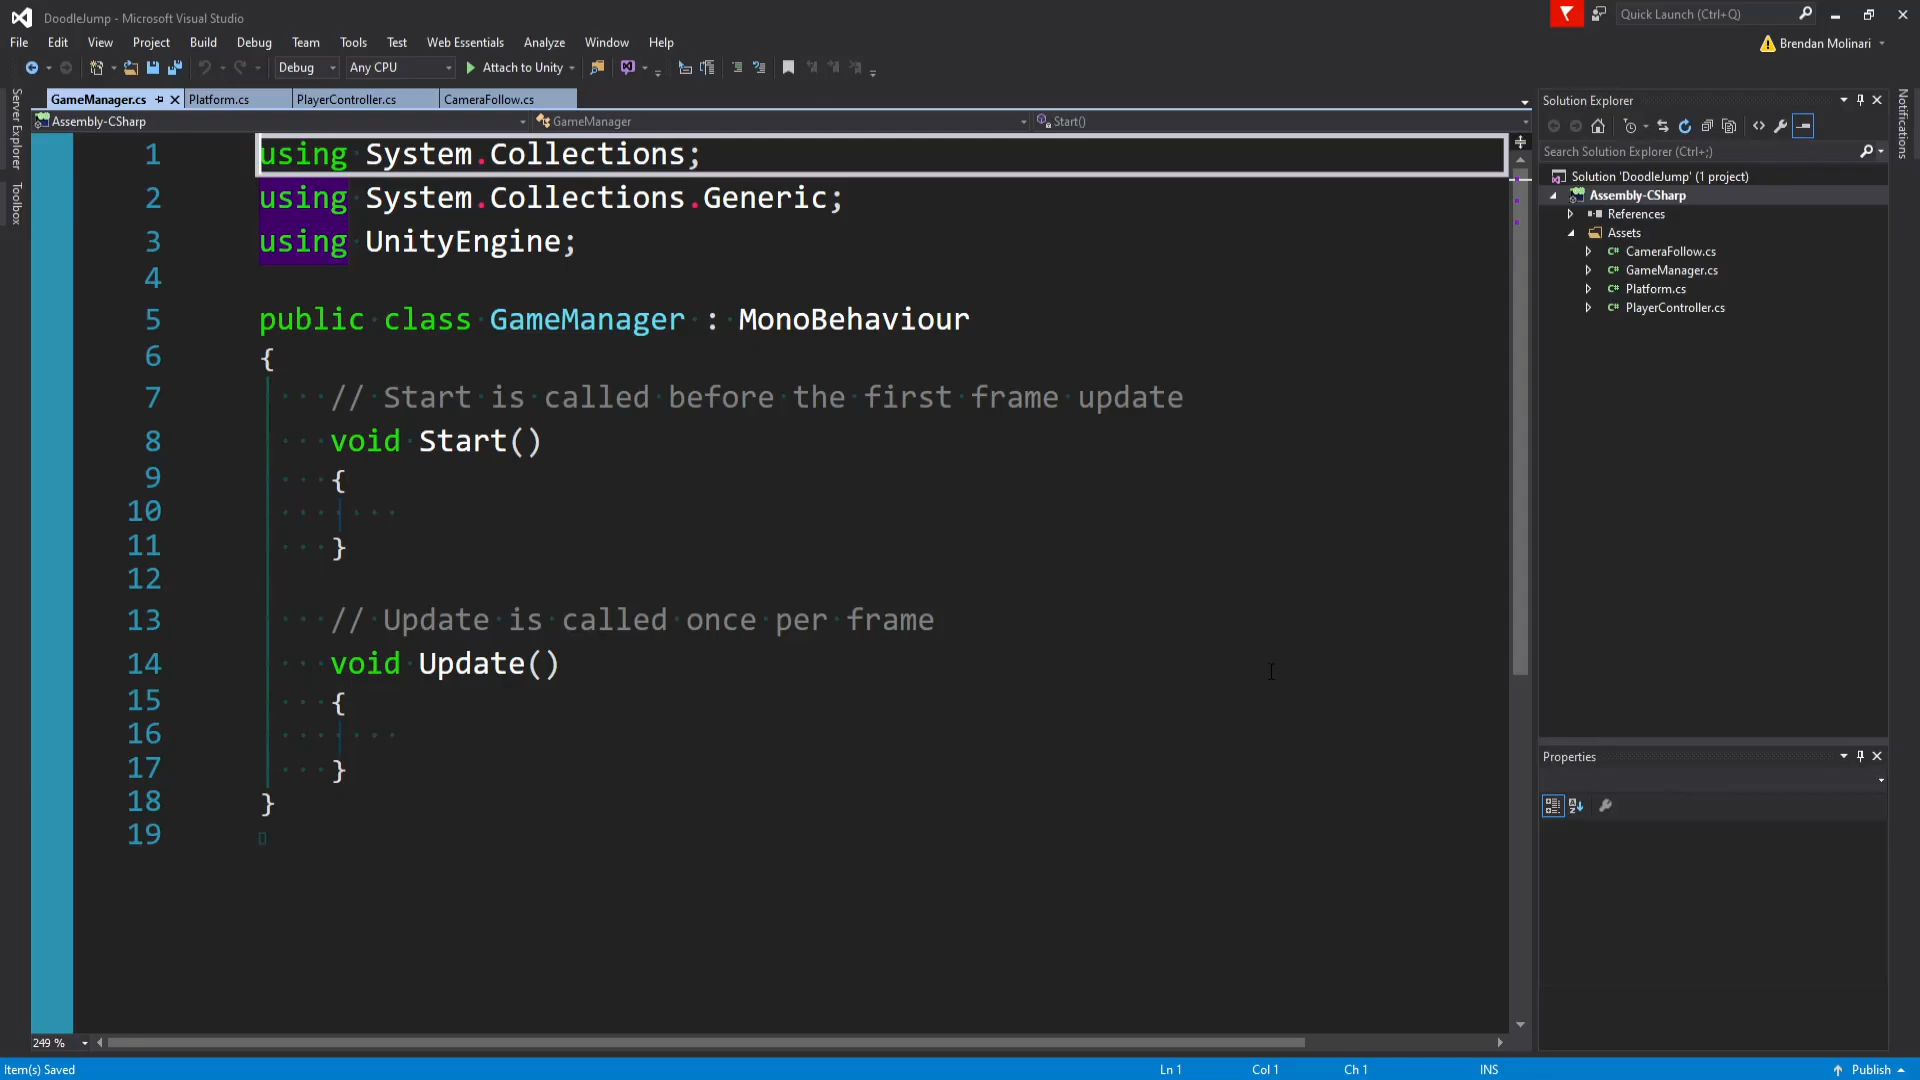 DoodleJump - Microsoft Visual Studio
Quick Launch (Ctrl+Q)
File Edit View Project Build Debug Team Tools Test Web Essentials Analyze Window Help
Brendan Molinari
Debug Any CPU Attach to Unity
GameManager.cs Platform.cs PlayerController.cs CameraFollow.cs
Assembly-CSharp GameManager Start()
Server Explorer
Toolbox
1 using System.Collections;
2 using System.Collections.Generic;
3 using UnityEngine;
4
5 public class GameManager : MonoBehaviour
6 {
7 // Start is called before the first frame update
8 void Start()
9 {
10
11 }
12
13 // Update is called once per frame
14 void Update()
15 {
16
17 }
18 }
19
249 %
Solution Explorer
Search Solution Explorer (Ctrl+;)
Solution 'DoodleJump' (1 project)
Assembly-CSharp
References
Assets
C# CameraFollow.cs
C# GameManager.cs
C# Platform.cs
C# PlayerController.cs
Properties
Notifications
Item(s) Saved Ln 1 Col 1 Ch 1 INS Publish